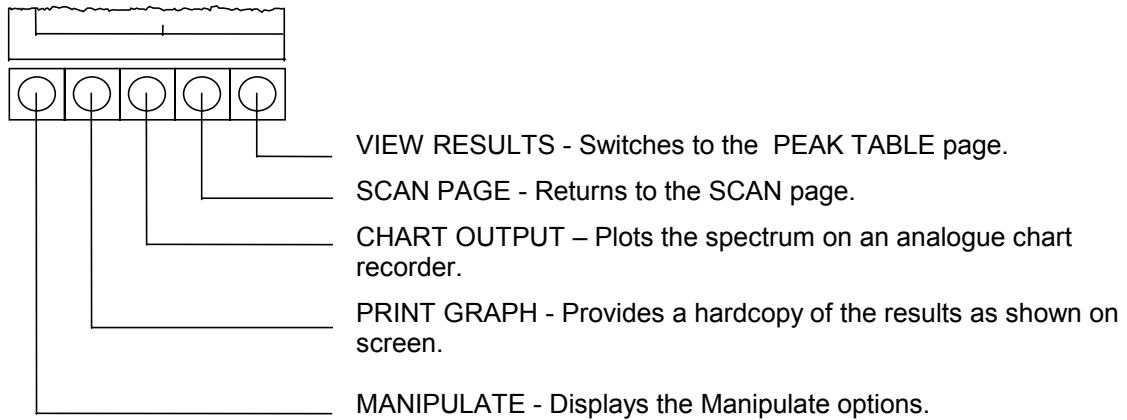 VIEW RESULTS - Switches to the  PEAK TABLE page.
SCAN PAGE - Returns to the SCAN page.
CHART OUTPUT – Plots the spectrum on an analogue chart
recorder.
PRINT GRAPH - Provides a hardcopy of the results as shown on
screen.
MANIPULATE - Displays the Manipulate options.